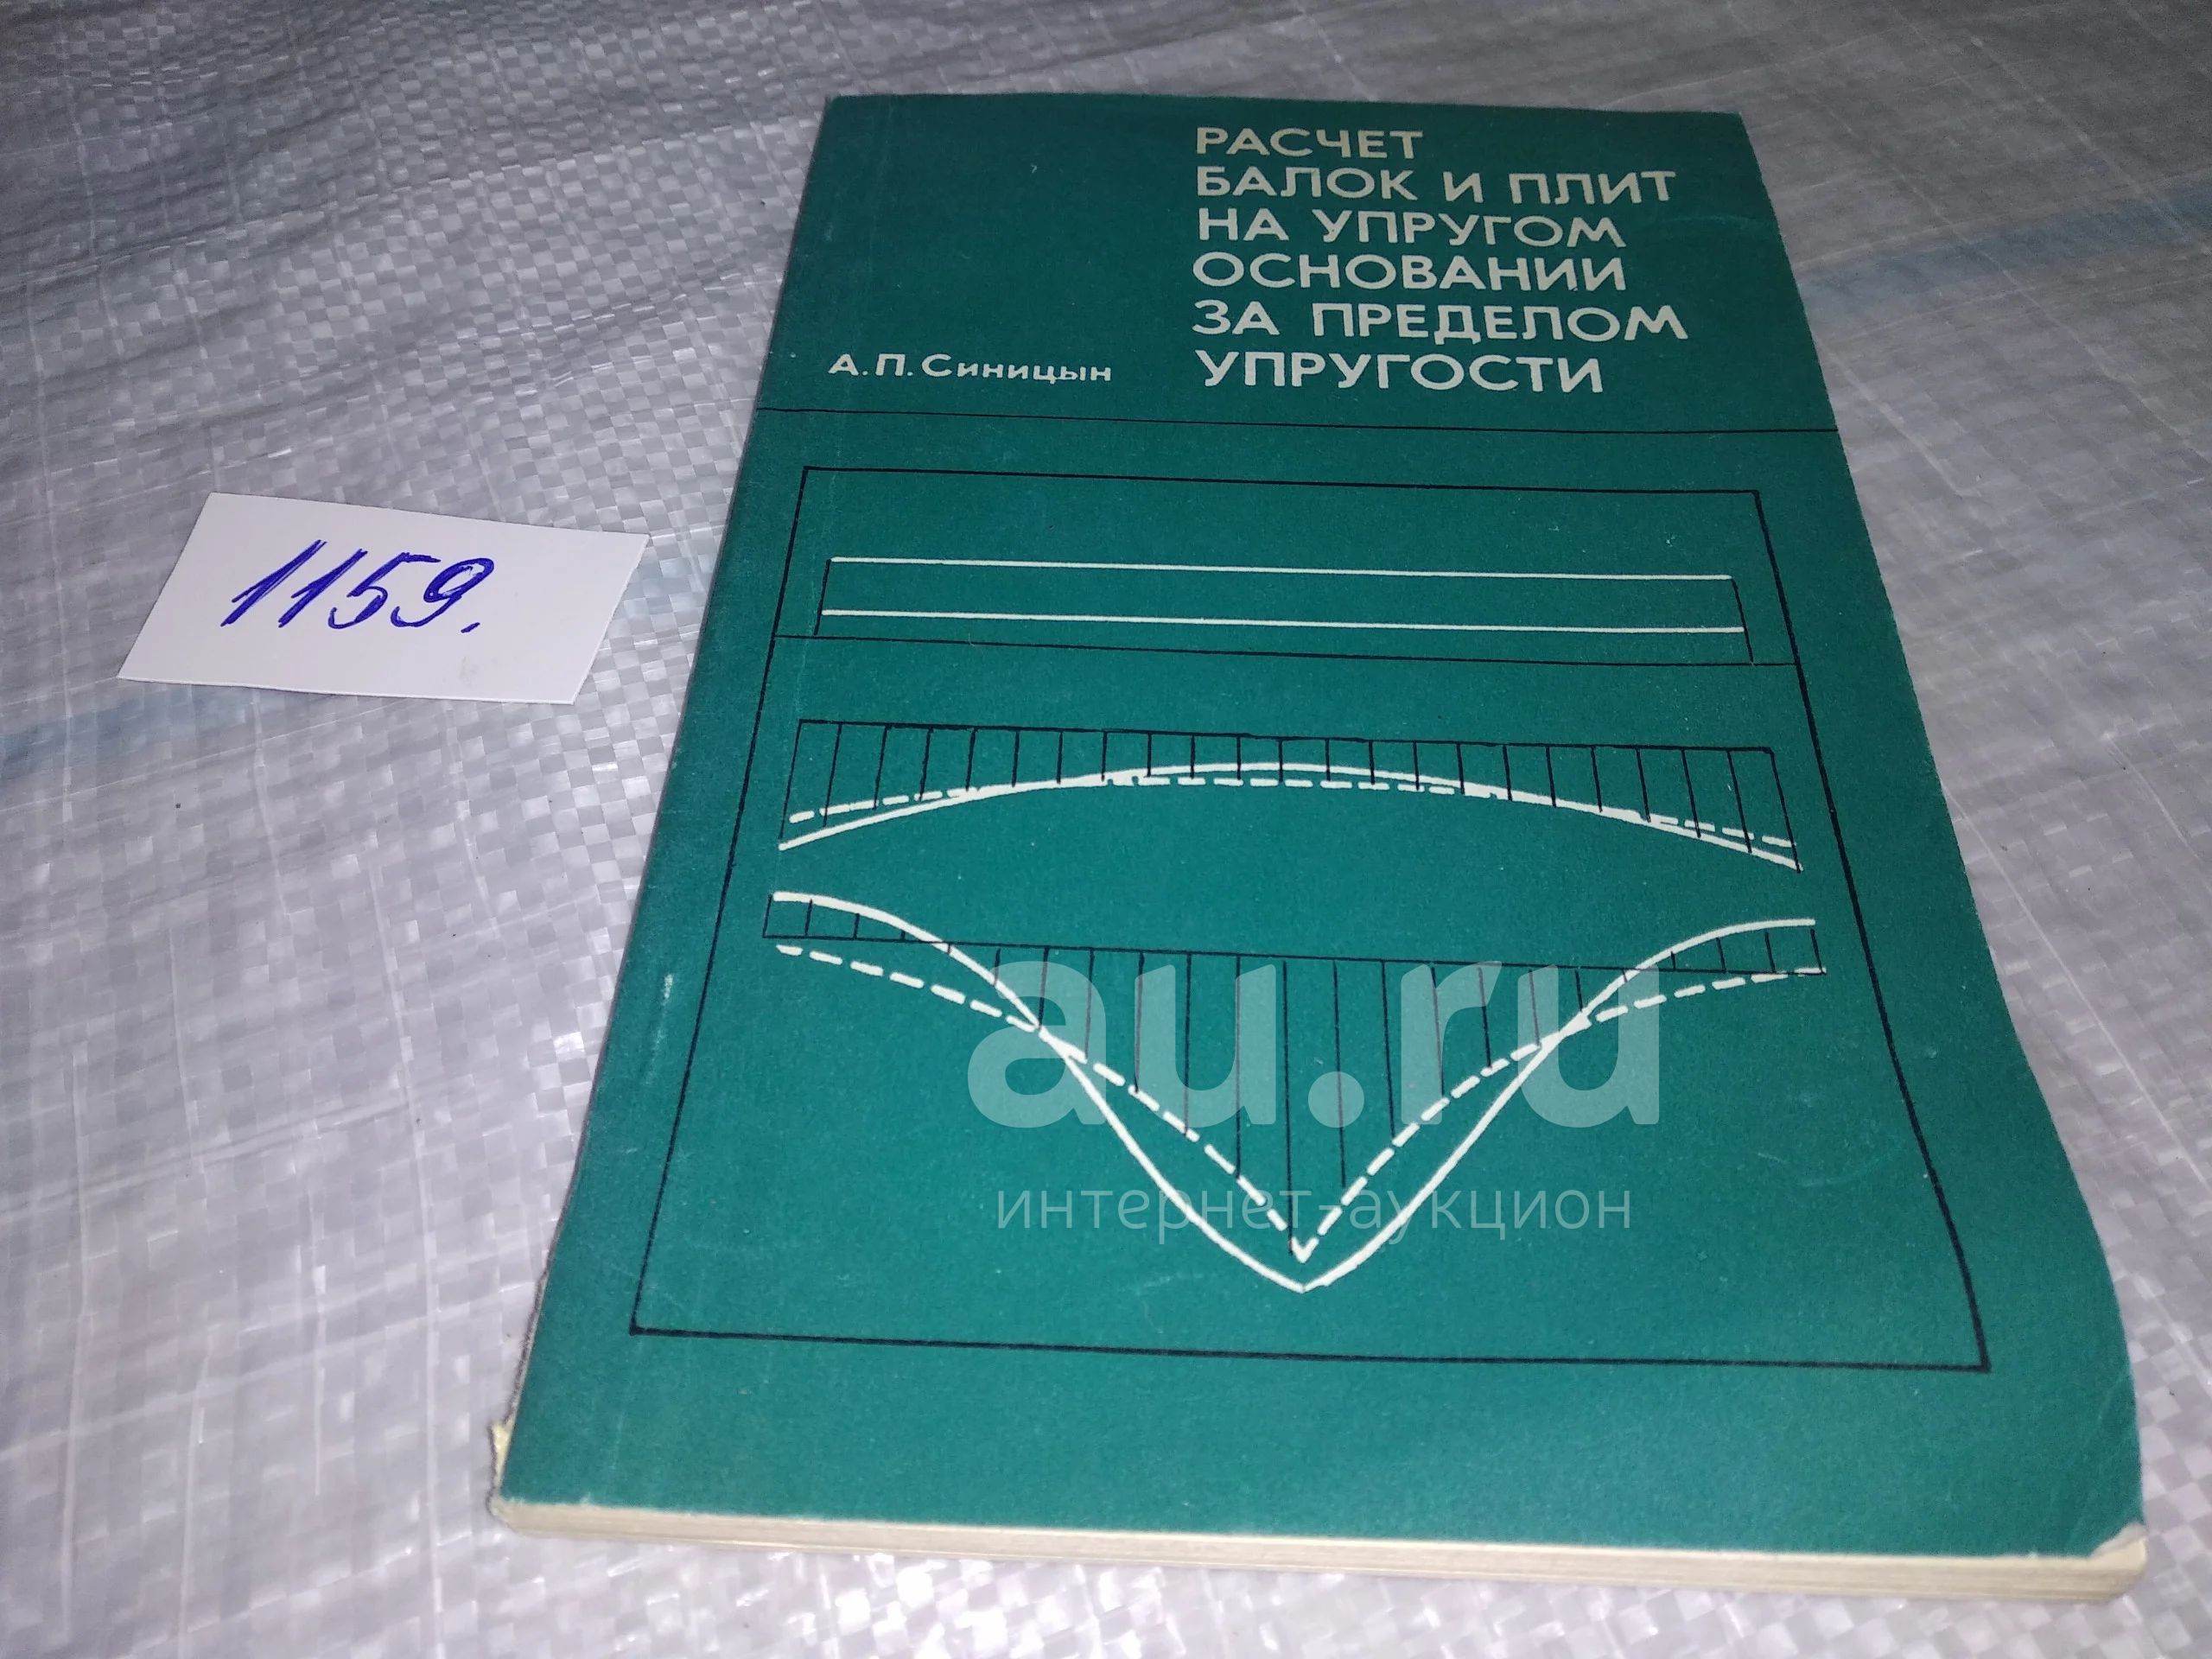 РАСЧЕТ
БАЛОК И ПЛИТ
НА УПРУГОМ
ОСНОВАНИИ
ЗА ПРЕДЕЛОМ
УПРУГОСТИ
А.П.Синицын
1159.
au.ru
интернет-аукцион